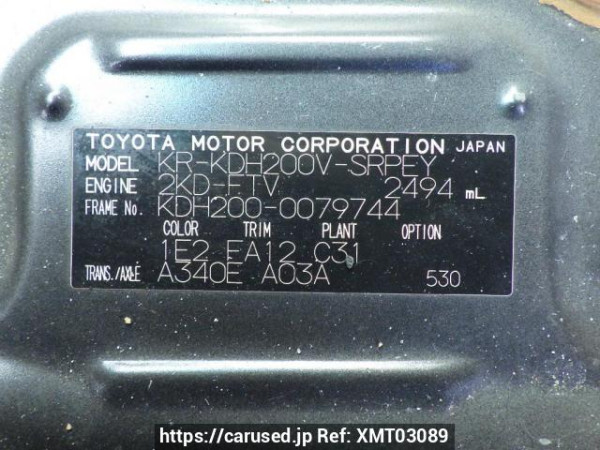 TOYOTA MOTOR CORPORATION JAPAN
MODEL KR-KDH200V-SRPEY
ENGINE 2KD-FTV 2494 mL
FRAME No. KDH200-0079744
COLOR TRIM PLANT OPTION
1E2 FA12 C31
TRANS./AXLE A340E A03A 530
https://carused.jp Ref: XMT03089